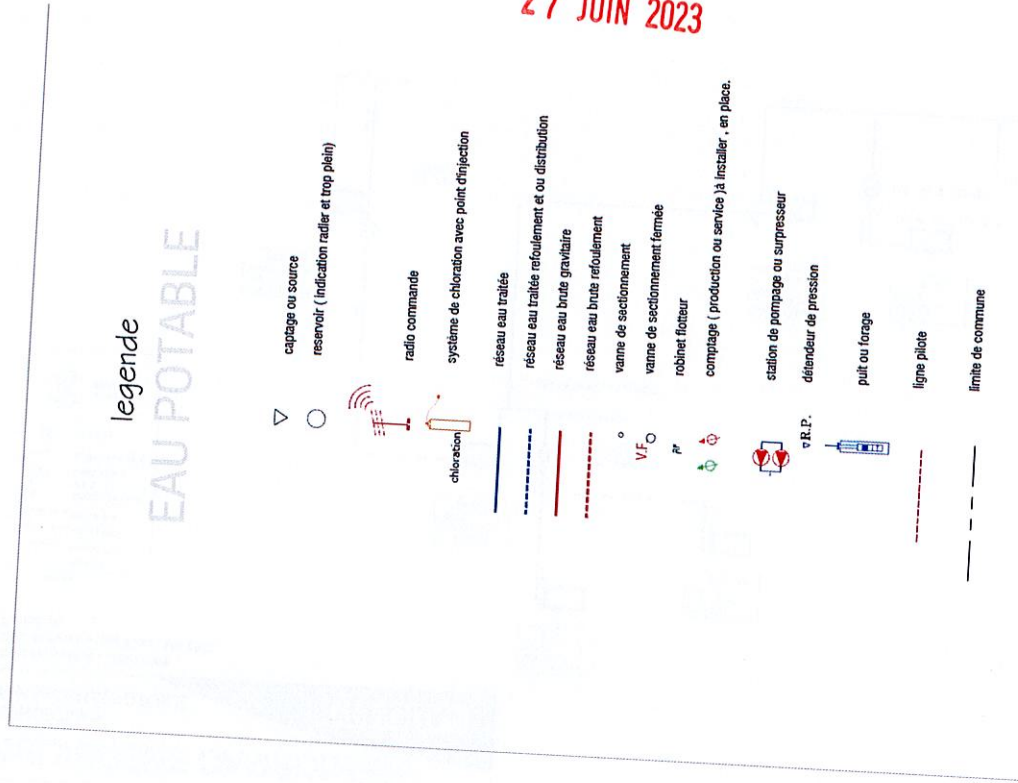 27 JUIN 2023
legende
EAU POTABLE
captage ou source
reservoir ( indication radier et trop plein)
radio commande
chloration
système de chloration avec point d'injection
réseau eau traitée
réseau eau traitée refoulement et ou distribution
réseau eau brute gravitaire
réseau eau brute refoulement
vanne de sectionnement
V.F
vanne de sectionnement fermée
robinet flotteur
comptage ( production ou service )à installer , en place.
station de pompage ou surpresseur
R.P.
détendeur de pression
puit ou forage
ligne pilote
limite de commune